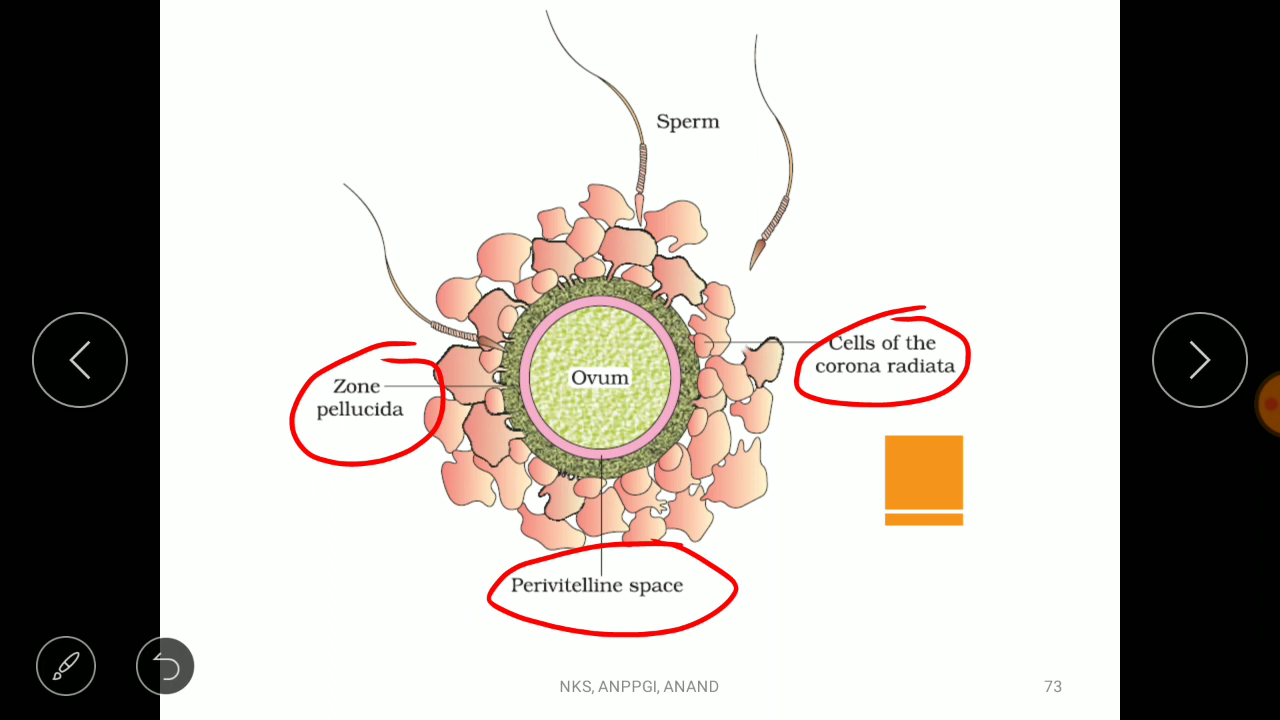 Sperm
Cells of the
corona radiata
Zone
pellucida
Ovum
Perivitelline space
NKS, ANPPGI, ANAND
73